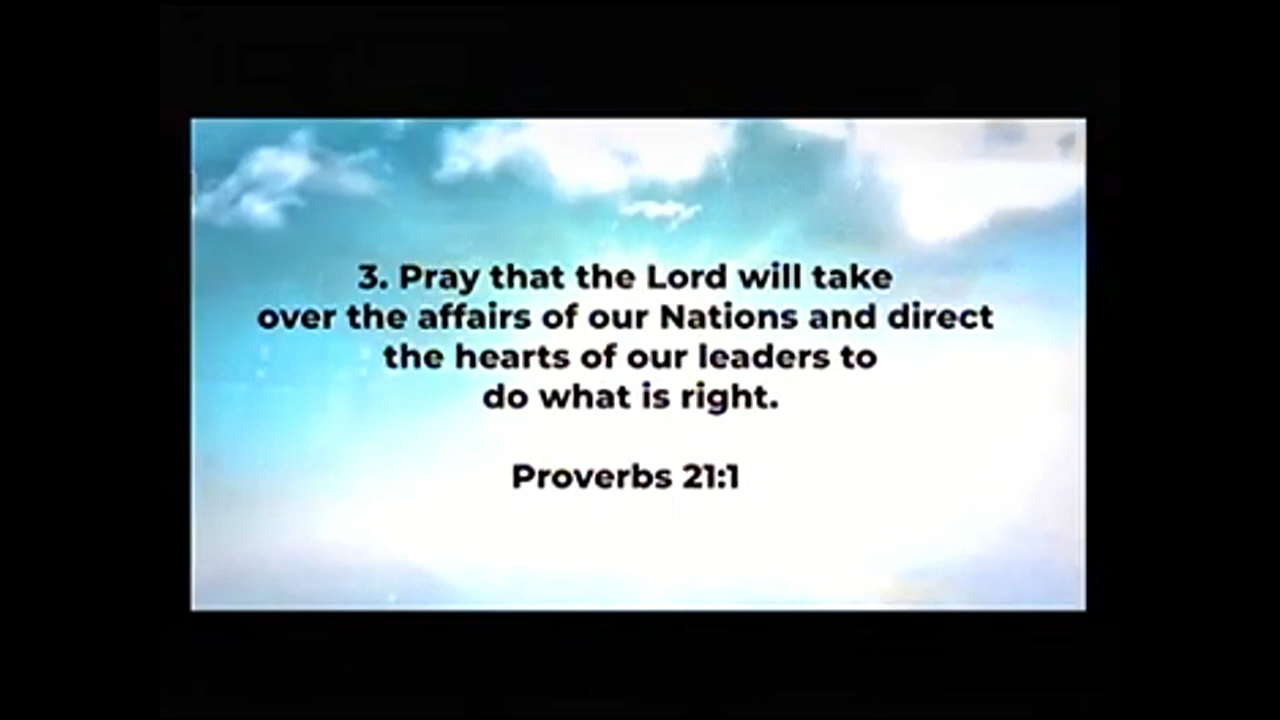 3. Pray that the Lord will take
over the affairs of our Nations and direct
the hearts of our leaders to
do what is right.
Proverbs 21:1